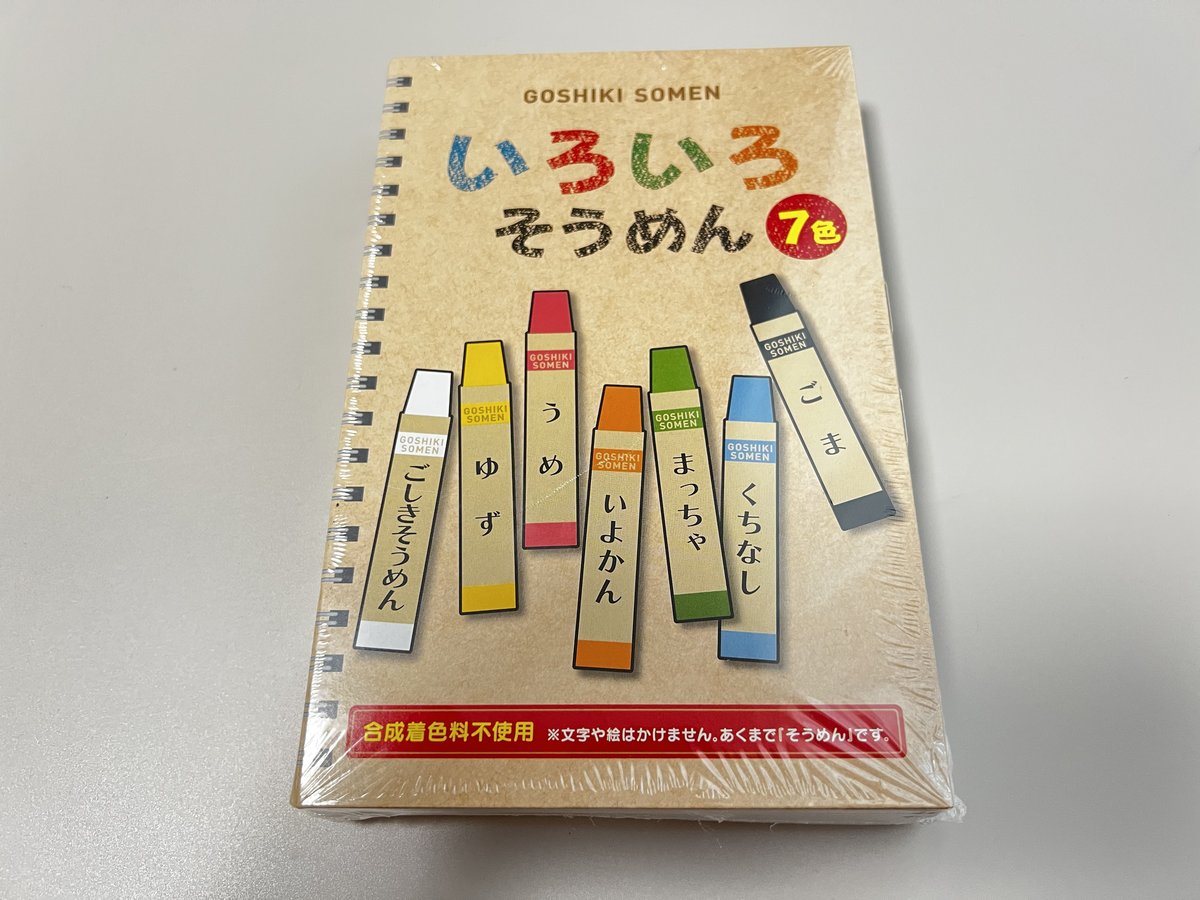 GOSHIKI SOMEN
いろいろ
そうめん
7色
GOSHIKI
SOMEN
ごしきそうめん
GOSHIKI
SOMEN
ゆず
GOSHIKI
SOMEN
うめ
GOSHIKI
SOMEN
いよかん
GOSHIKI
SOMEN
まっちゃ
GOSHIKI
SOMEN
くちなし
GOSHIKI
SOMEN
ごま
合成着色料不使用 ※文字や絵はかけません。あくまで「そうめん」です。